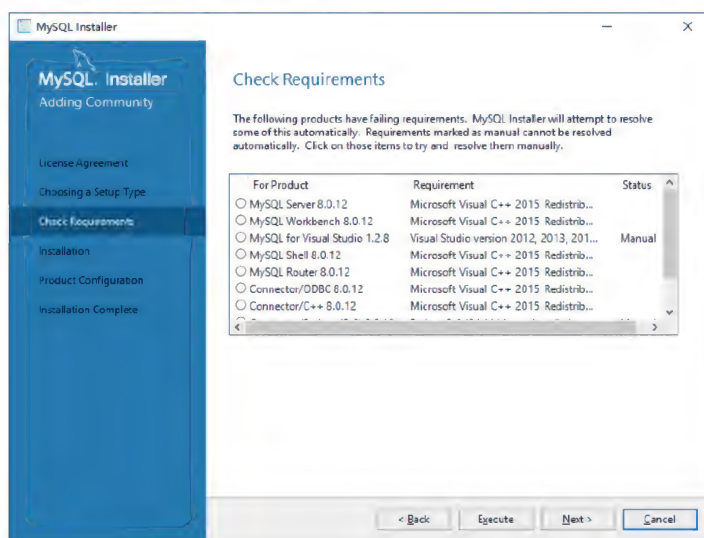 MySQL Installer
MySQL. Installer
Adding Community
License Agreement
Choosing a Setup Type
Check Requirements
Installation
Product Configuration
Installation Complete
Check Requirements
The following products have failing requirements. MySQL Installer will attempt to resolve
some of this automatically. Requirements marked as manual cannot be resolved
automatically. Click on those items to try and resolve them manually.
For Product Requirement Status
MySQL Server 8.0.12 Microsoft Visual C++ 2015 Redistrib...
MySQL Workbench 8.0.12 Microsoft Visual C++ 2015 Redistrib...
MySQL for Visual Studio 1.2.8 Visual Studio version 2012, 2013, 201... Manual
MySQL Shell 8.0.12 Microsoft Visual C++ 2015 Redistrib...
MySQL Router 8.0.12 Microsoft Visual C++ 2015 Redistrib...
Connector/ODBC 8.0.12 Microsoft Visual C++ 2015 Redistrib...
Connector/C++ 8.0.12 Microsoft Visual C++ 2015 Redistrib...
< Back Execute Next > Cancel